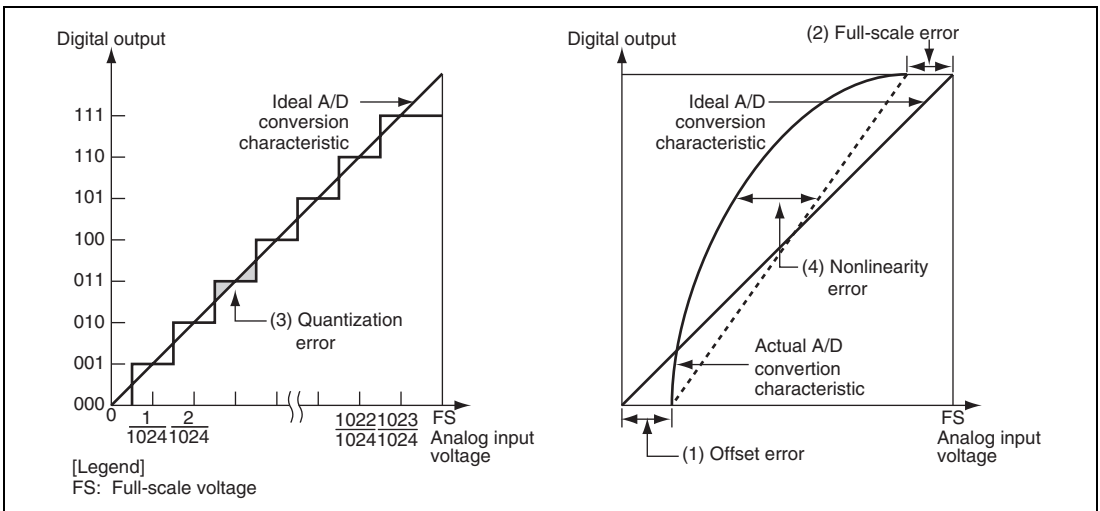 Digital output
111
110
101
100
011
010
001
000
Ideal A/D
conversion
characteristic
(3) Quantization
error
0
1
1024
2
1024
1022
1024
1023
1024
FS
Analog input
voltage
[Legend]
FS: Full-scale voltage
Digital output
(2) Full-scale error
Ideal A/D
conversion
characteristic
(4) Nonlinearity
error
Actual A/D
convertion
characteristic
FS
Analog input
voltage
(1) Offset error